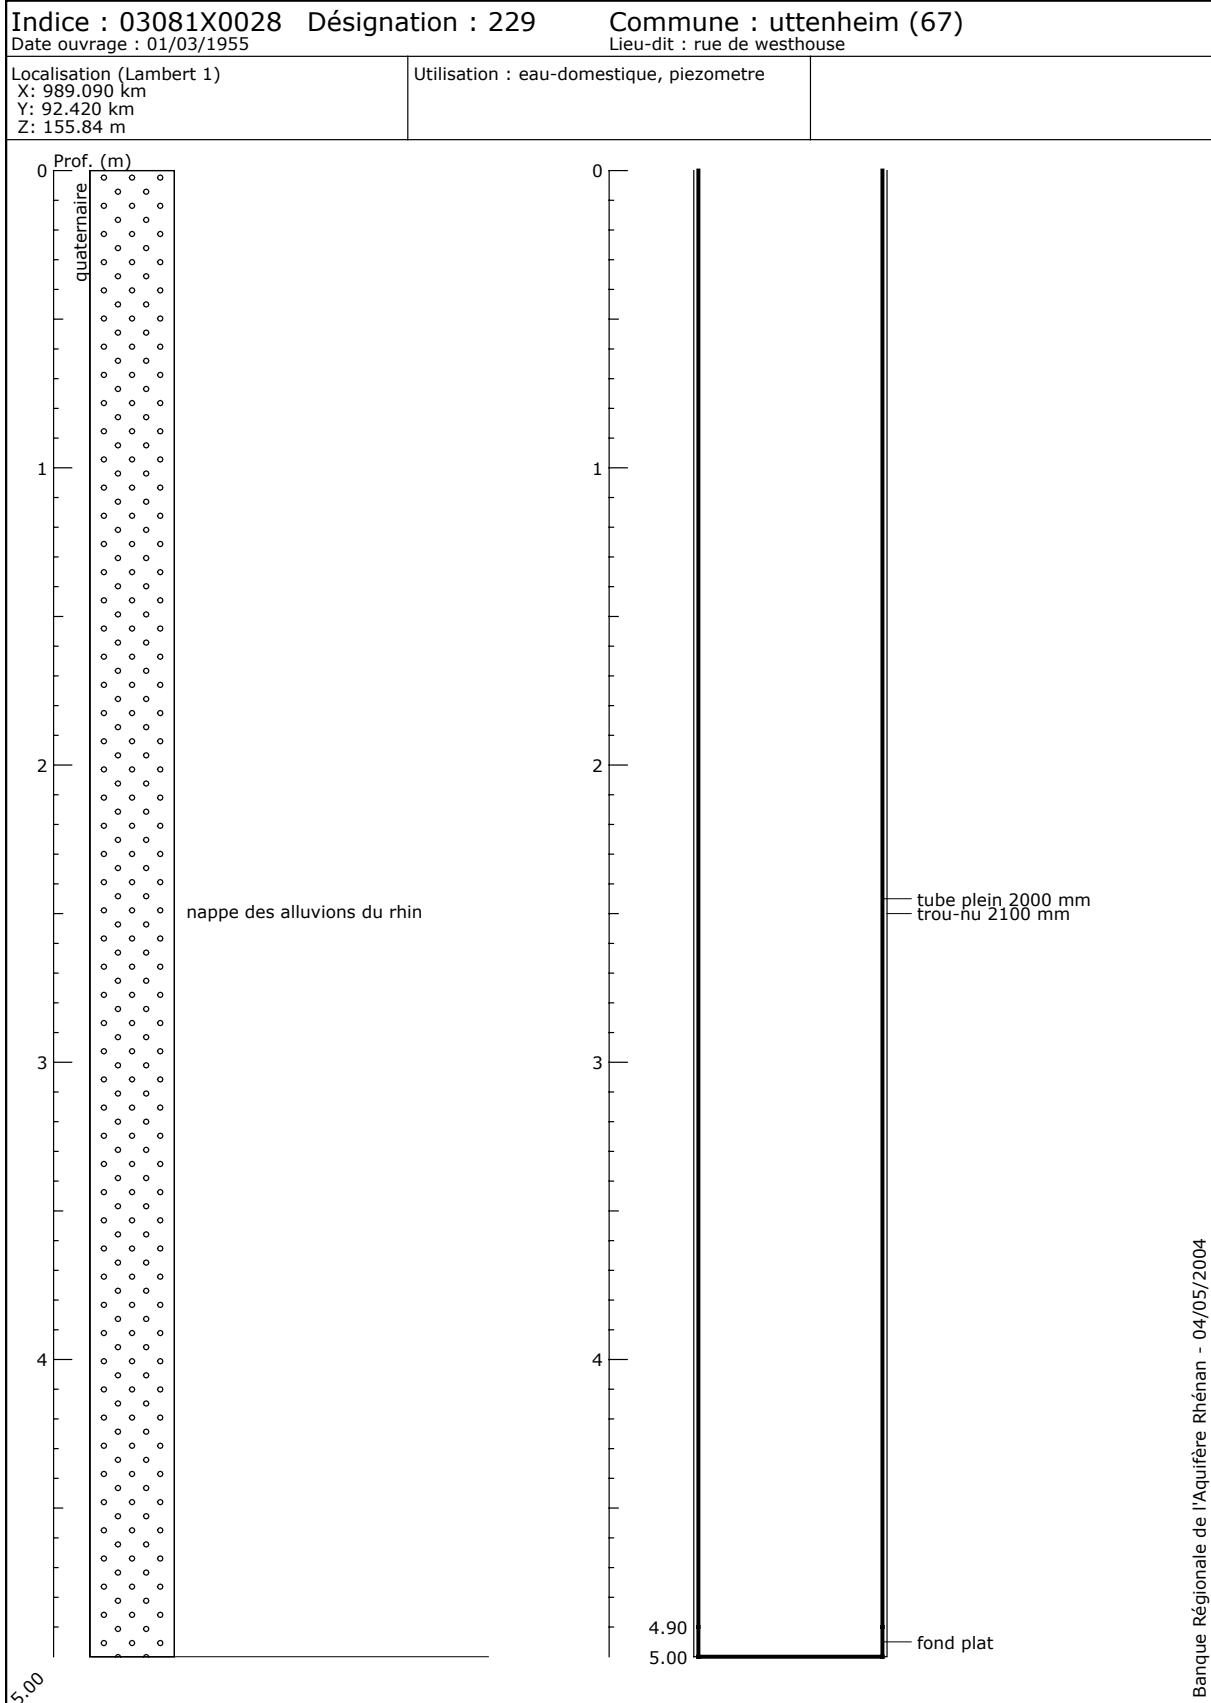 Indice : 03081X0028 Désignation : 229 Commune : uttenheim (67)
Date ouvrage : 01/03/1955 Lieu-dit : rue de westhouse
Localisation (Lambert 1)
X: 989.090 km
Y: 92.420 km
Z: 155.84 m
Utilisation : eau-domestique, piezometre
Prof. (m)
0
1
2
3
4
5.00
quaternaire
nappe des alluvions du rhin
0
1
2
3
4
4.90
5.00
tube plein 2000 mm
trou-nu 2100 mm
fond plat
Banque Régionale de l'Aquifère Rhénan - 04/05/2004